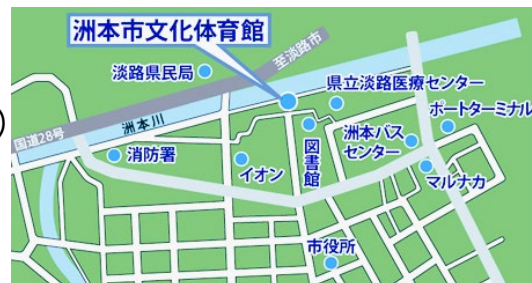 洲本市文化体育館
至淡路市
淡路県民局
県立淡路医療センター
ポートターミナル
国道28号
洲本川
図書館
洲本バス
センター
消防署
イオン
マルナカ
市役所